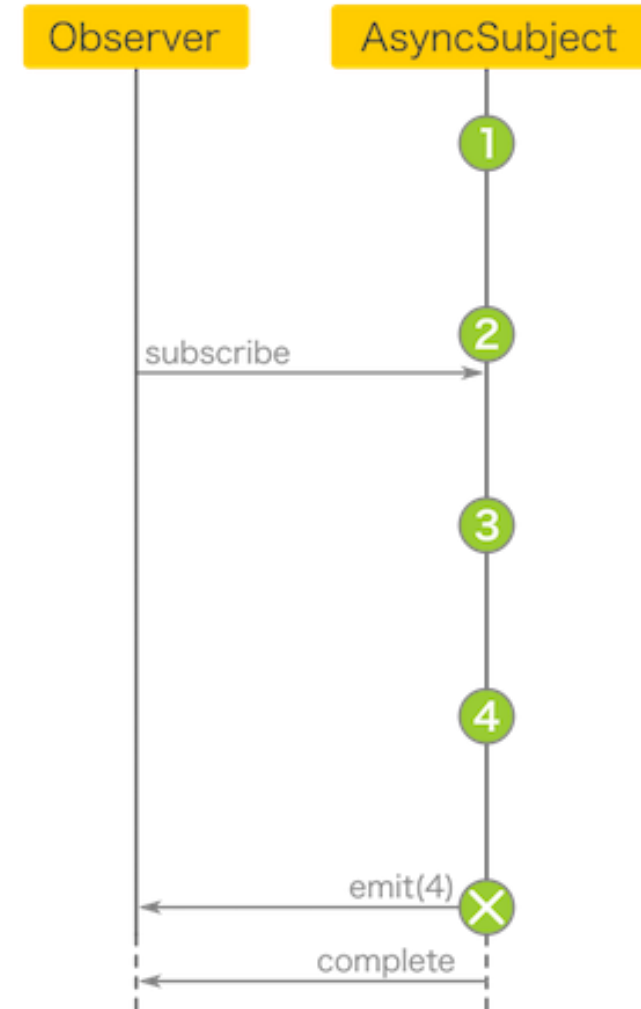 Observer
AsyncSubject
1
2
subscribe
3
4
emit(4)
complete